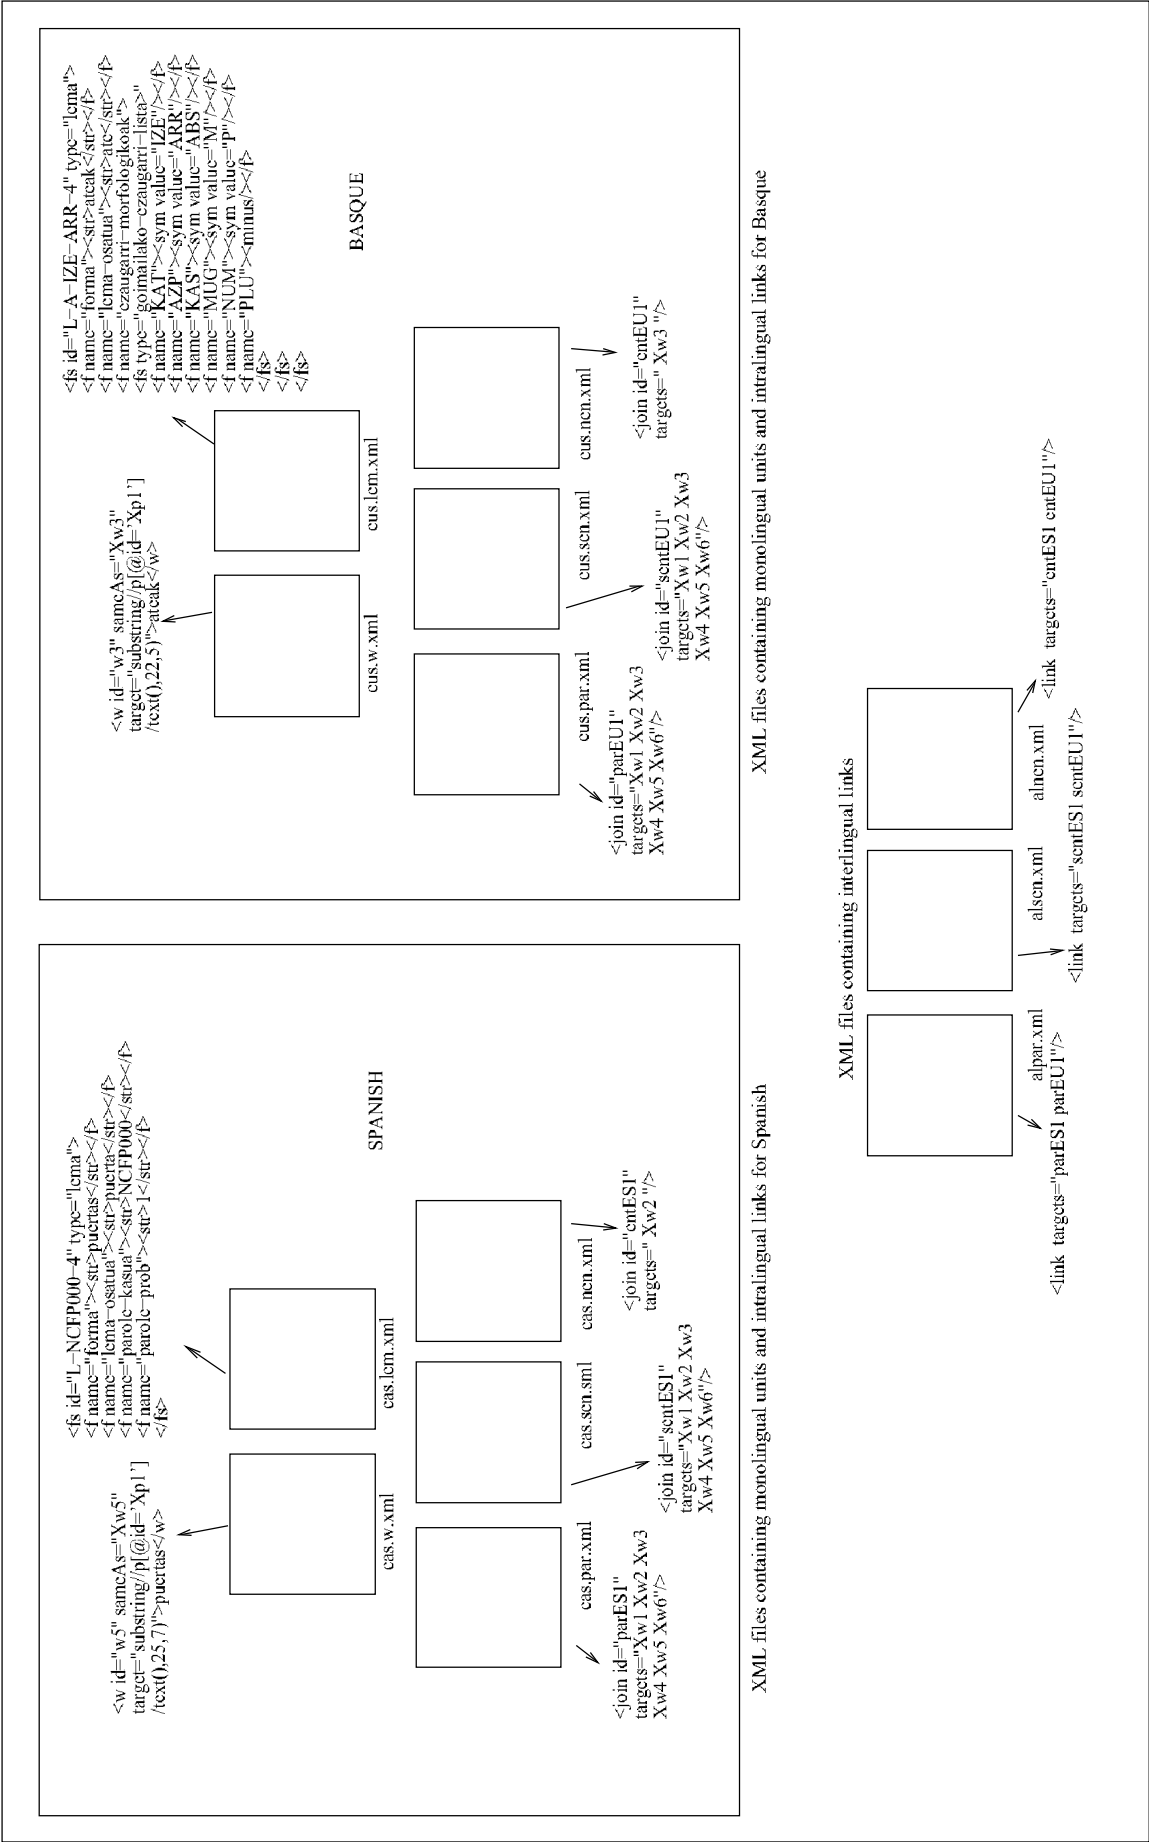 <w id="w5" sameAs="Xw5"
target="substring//p[@id='Xp1']
/text(),25,7)">puertas</w>
<fs id="L-NCFP000-4" type="lema">
<f name="forma"><str>puertas</str></f>
<f name="lema-osatua"><str>puerta</str></f>
<f name="parole-kasua"><str>NCFP000</str></f>
<f name="parole-prob"><str>1</str></f>
</fs>
cas.w.xml
cas.lem.xml
SPANISH
cas.par.xml
cas.sen.sml
cas.nen.xml
<join id="parES1"
targets="Xw1 Xw2 Xw3
Xw4 Xw5 Xw6"/>
<join id="sentES1"
targets="Xw1 Xw2 Xw3
Xw4 Xw5 Xw6"/>
<join id="entES1"
targets=" Xw2 "/>
XML files containing monolingual units and intralingual links for Spanish
<w id="w3" sameAs="Xw3"
target="substring//p[@id='Xp1']
/text(),22,5)">ateak</w>
<fs id="L-A-IZE-ARR-4" type="lema">
<f name="forma"><str>ateak</str></f>
<f name="lema-osatua"><str>ate</str></f>
<f name="ezaugarri-morfologikoak">
<fs type="goimailako-ezaugarri-lista>"
<f name="KAT"><sym value="IZE"/></f>
<f name="AZP"><sym value="ARR"/></f>
<f name="KAS"><sym value="ABS"/></f>
<f name="MUG"><sym value="M"/></f>
<f name="NUM"><sym value="P"/></f>
<f name="PLU"><minus/></f>
</fs>
</fs>
</fs>
eus.w.xml
eus.lem.xml
BASQUE
eus.par.xml
eus.sen.xml
eus.nen.xml
<join id="parEU1"
targets="Xw1 Xw2 Xw3
Xw4 Xw5 Xw6"/>
<join id="sentEU1"
targets="Xw1 Xw2 Xw3
Xw4 Xw5 Xw6"/>
<join id="entEU1"
targets=" Xw3 "/>
XML files containing monolingual units and intralingual links for Basque
XML files containing interlingual links
alpar.xml
alsen.xml
alnen.xml
<link targets="parES1 parEU1"/>
<link targets="sentES1 sentEU1"/>
<link targets="entES1 entEU1"/>